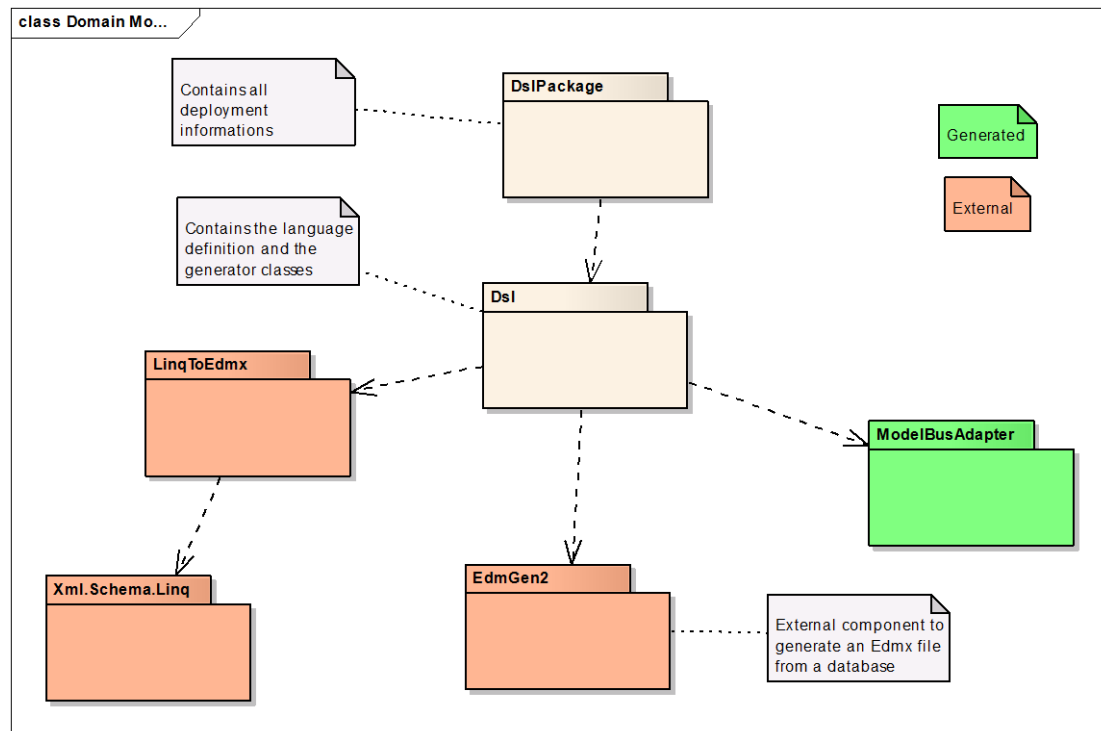 class Domain Mo...
Contains all
deployment
informations
DslPackage
Generated
External
Contains the language
definition and the
generator classes
Dsl
LinqToEdmx
ModelBusAdapter
Xml.Schema.Linq
EdmGen2
External component to
generate an Edmx file
from a database